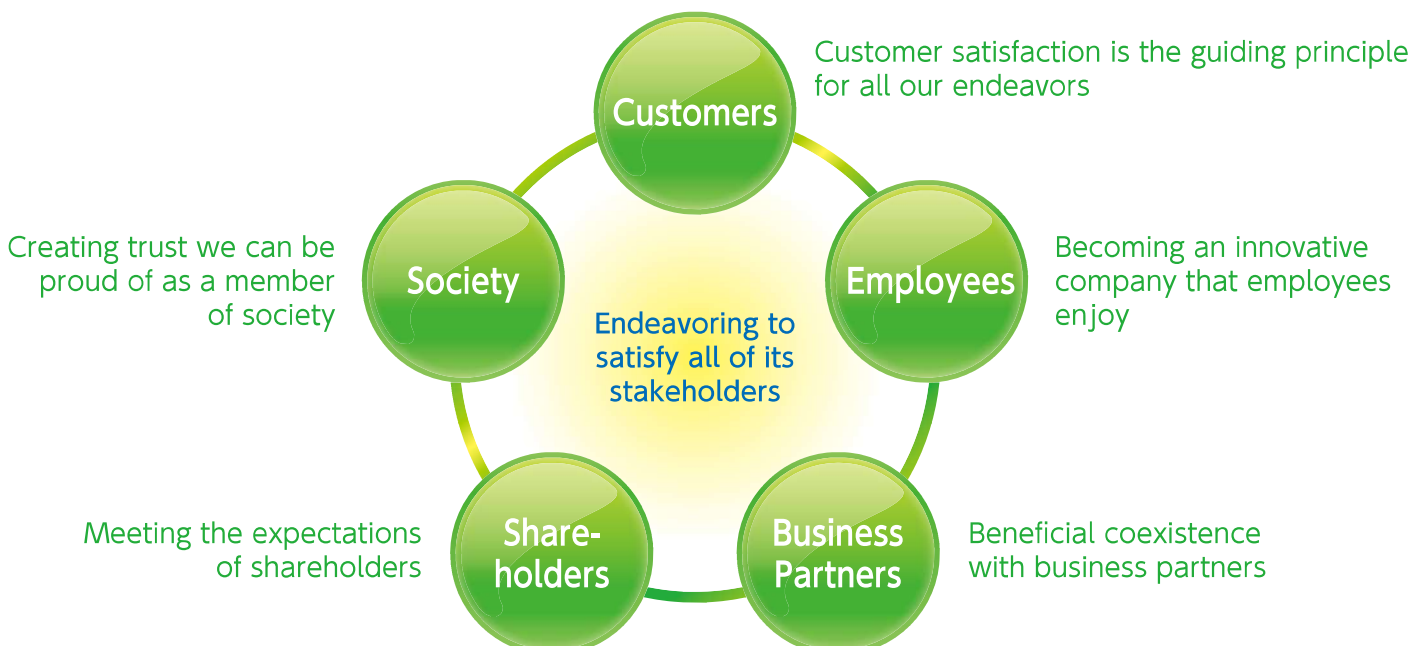 Customers
Customer satisfaction is the guiding principle
for all our endeavors
Society
Creating trust we can be
proud of as a member
of society
Employees
Becoming an innovative
company that employees
enjoy
Endeavoring to
satisfy all of its
stakeholders
Share-
holders
Meeting the expectations
of shareholders
Business
Partners
Beneficial coexistence
with business partners